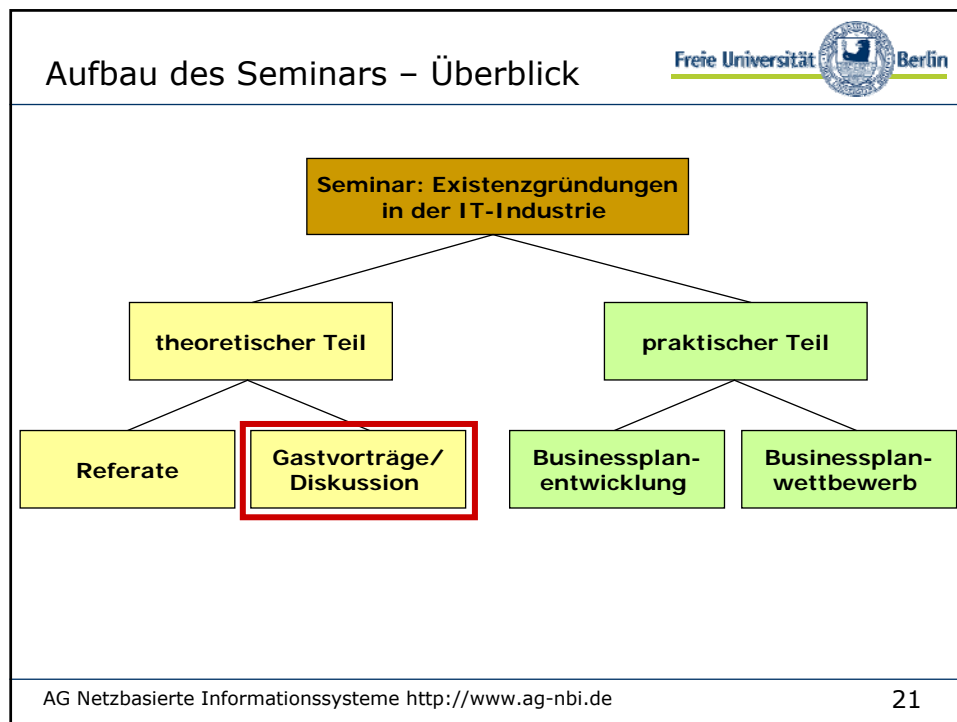 Aufbau des Seminars – Überblick
Freie Universität Berlin
Seminar: Existenzgründungen
in der IT-Industrie
theoretischer Teil
praktischer Teil
Referate
Gastvorträge/
Diskussion
Businessplan-
entwicklung
Businessplan-
wettbewerb
AG Netzbasierte Informationssysteme http://www.ag-nbi.de
21